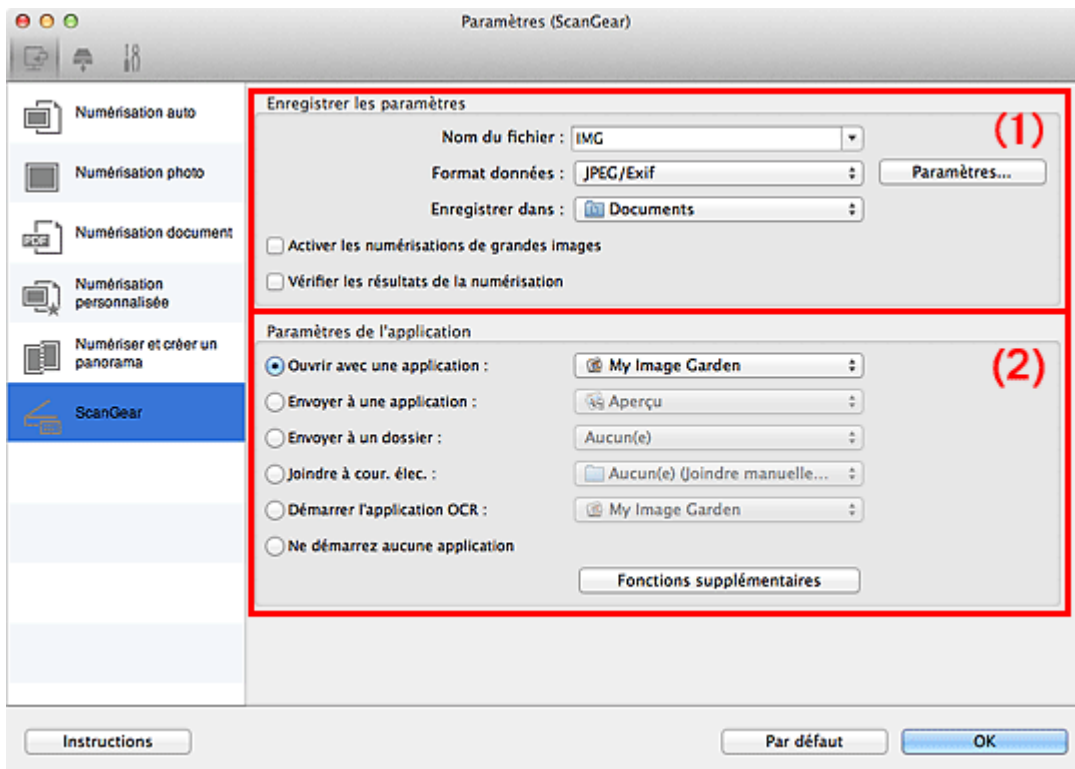 Paramètres (ScanGear)
Numérisation auto
Numérisation photo
PDF
Numérisation document
Numérisation
personnalisée
Numériser et créer un
panorama
ScanGear
Enregistrer les paramètres
(1)
Nom du fichier : IMG
Format données : JPEG/Exif Paramètres...
Enregistrer dans : Documents
Activer les numérisations de grandes images
Vérifier les résultats de la numérisation
Paramètres de l'application
(2)
Ouvrir avec une application : My Image Garden
Envoyer à une application : Aperçu
Envoyer à un dossier : Aucun(e)
Joindre à cour. élec. : Aucun(e) (Joindre manuelle...
Démarrer l'application OCR : My Image Garden
Ne démarrez aucune application
Fonctions supplémentaires
Instructions Par défaut OK